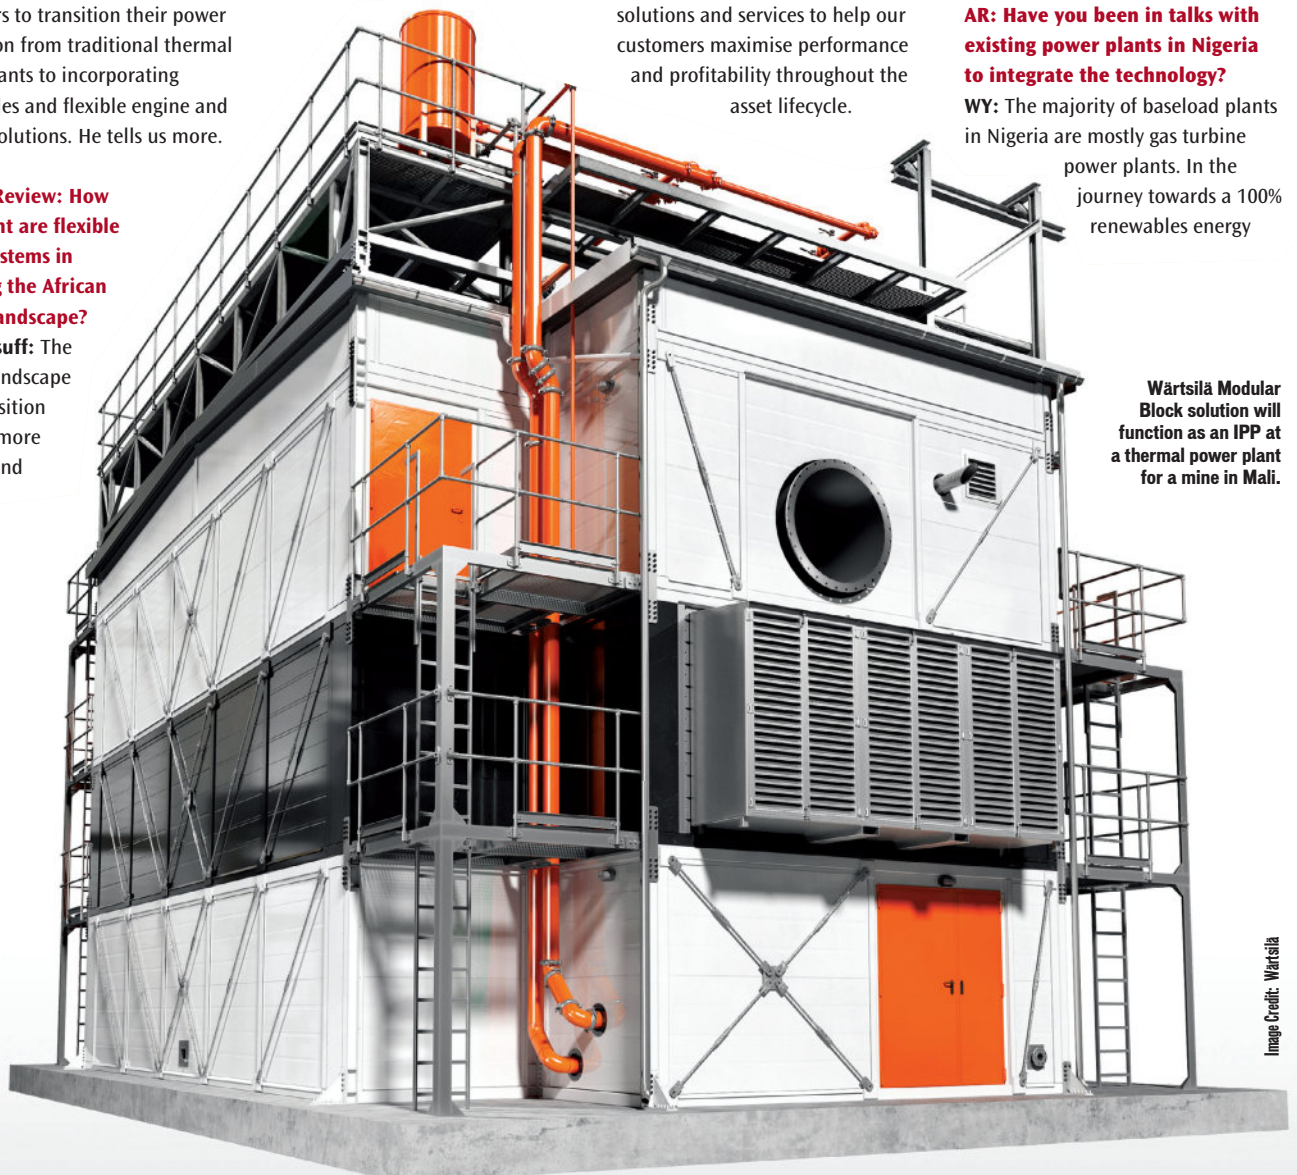 rs to transition their power
on from traditional thermal
ants to incorporating
les and flexible engine and
olutions. He tells us more.
Review: How
nt are flexible
stems in
g the African
andscape?
suff: The
ndscape
sition
more
nd
solutions and services to help our
customers maximise performance
and profitability throughout the
asset lifecycle.
AR: Have you been in talks with
existing power plants in Nigeria
to integrate the technology?
WY: The majority of baseload plants
in Nigeria are mostly gas turbine
power plants. In the
journey towards a 100%
renewables energy
Wärtsilä Modular
Block solution will
function as an IPP at
a thermal power plant
for a mine in Mali.
Image Credit: Wärtsilä